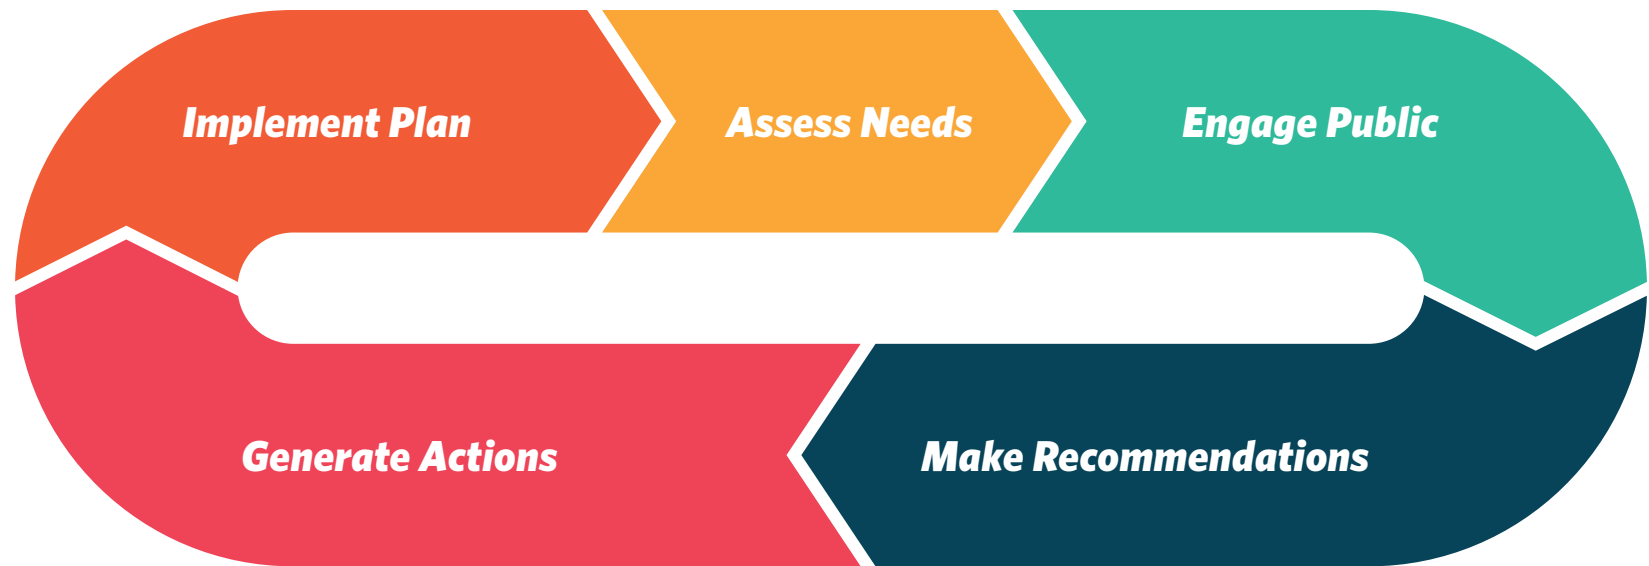 Implement Plan
Assess Needs
Engage Public
Generate Actions
Make Recommendations